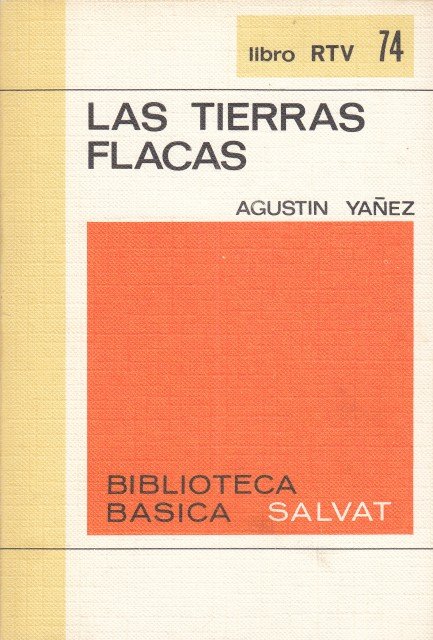 libro RTV 74
LAS TIERRAS
FLACAS
AGUSTIN YAÑEZ
BIBLIOTECA
BASICA SALVAT